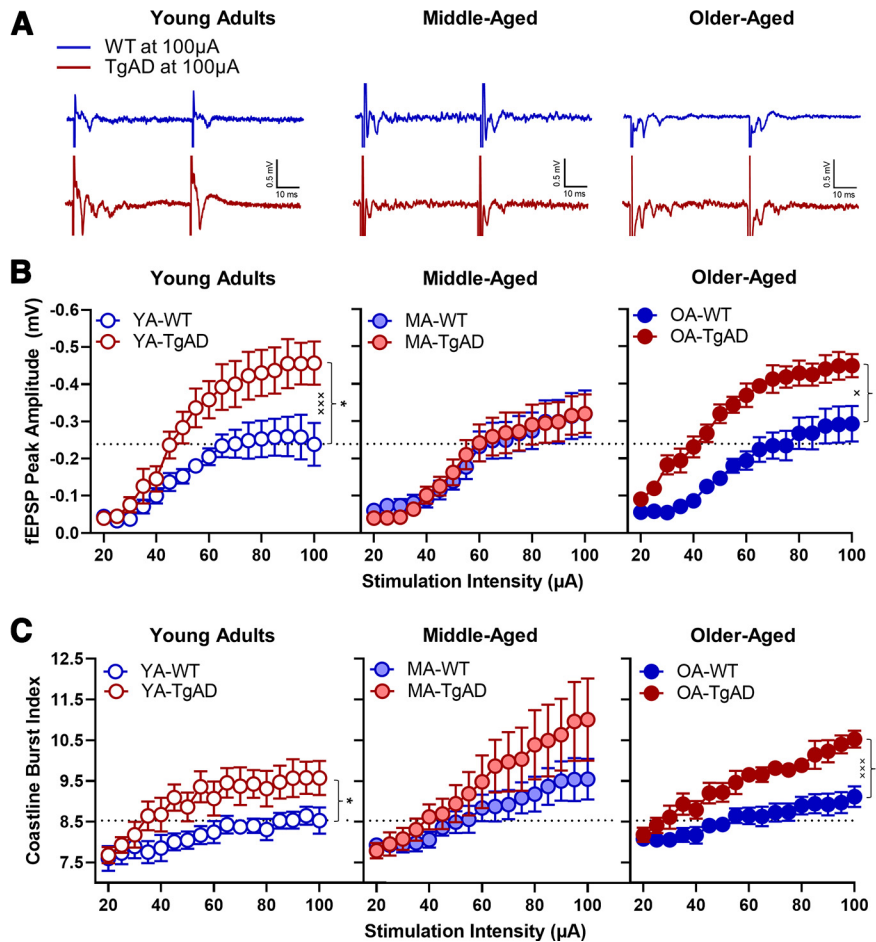 A
Young Adults Middle-Aged Older-Aged
WT at 100µA
TgAD at 100µA
0.5 mV 0.5 mV 0.5 mV
10 ms 10 ms 10 ms
B
Young Adults Middle-Aged Older-Aged
fEPSP Peak Amplitude (mV)
-0.6
-0.5
-0.4
-0.3
-0.2
-0.1
0.0
YA-WT MA-WT OA-WT
YA-TgAD MA-TgAD OA-TgAD
××× * ×
20 40 60 80 100 20 40 60 80 100 20 40 60 80 100
Stimulation Intensity (µA)
C
Young Adults Middle-Aged Older-Aged
Coastline Burst Index
12.5
11.5
10.5
9.5
8.5
7.5
YA-WT MA-WT OA-WT
YA-TgAD MA-TgAD OA-TgAD
* ×××
20 40 60 80 100 20 40 60 80 100 20 40 60 80 100
Stimulation Intensity (µA)